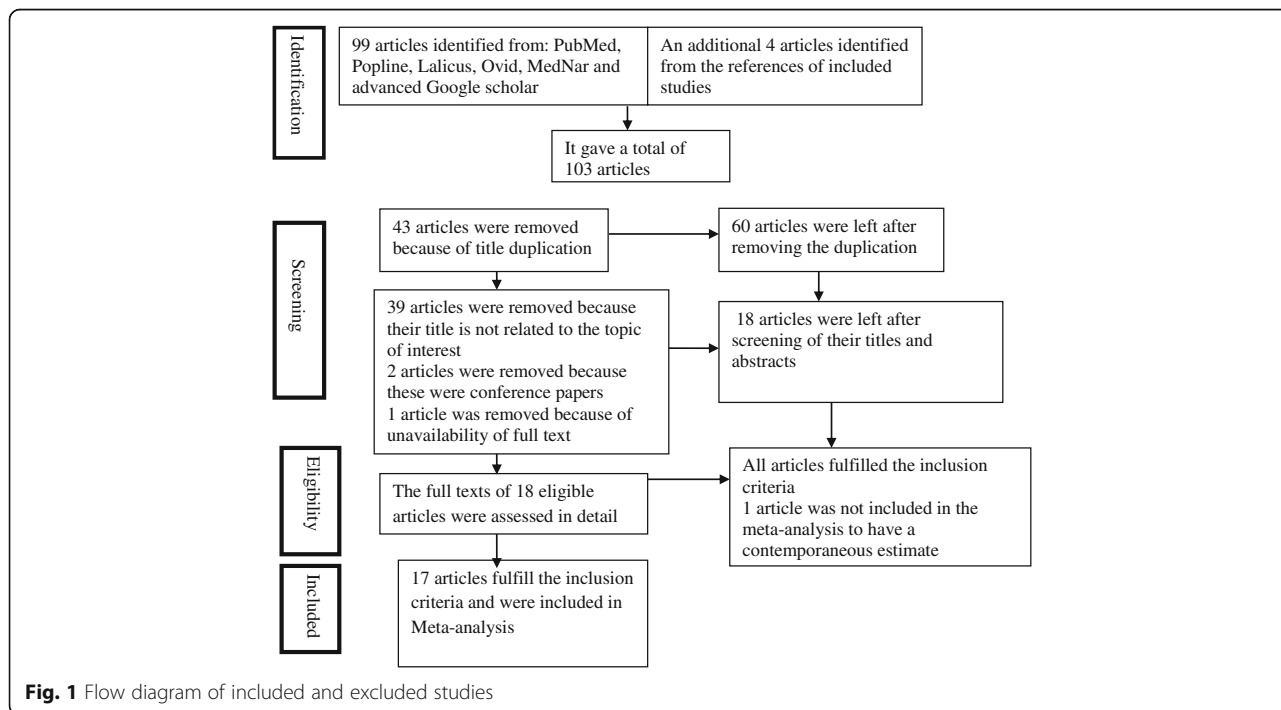 Identification
99 articles identified from: PubMed,
Popline, Lalicus, Ovid, MedNar and
advanced Google scholar
An additional 4 articles identified
from the references of included
studies
It gave a total of
103 articles
Screening
43 articles were removed
because of title duplication
60 articles were left after
removing the duplication
39 articles were removed because
their title is not related to the topic
of interest
2 articles were removed because
these were conference papers
1 article was removed because of
unavailability of full text
18 articles were left after
screening of their titles and
abstracts
Eligibility
The full texts of 18 eligible
articles were assessed in detail
All articles fulfilled the inclusion
criteria
1 article was not included in the
meta-analysis to have a
contemporaneous estimate
Included
17 articles fulfill the inclusion
criteria and were included in
Meta-analysis
Fig. 1 Flow diagram of included and excluded studies